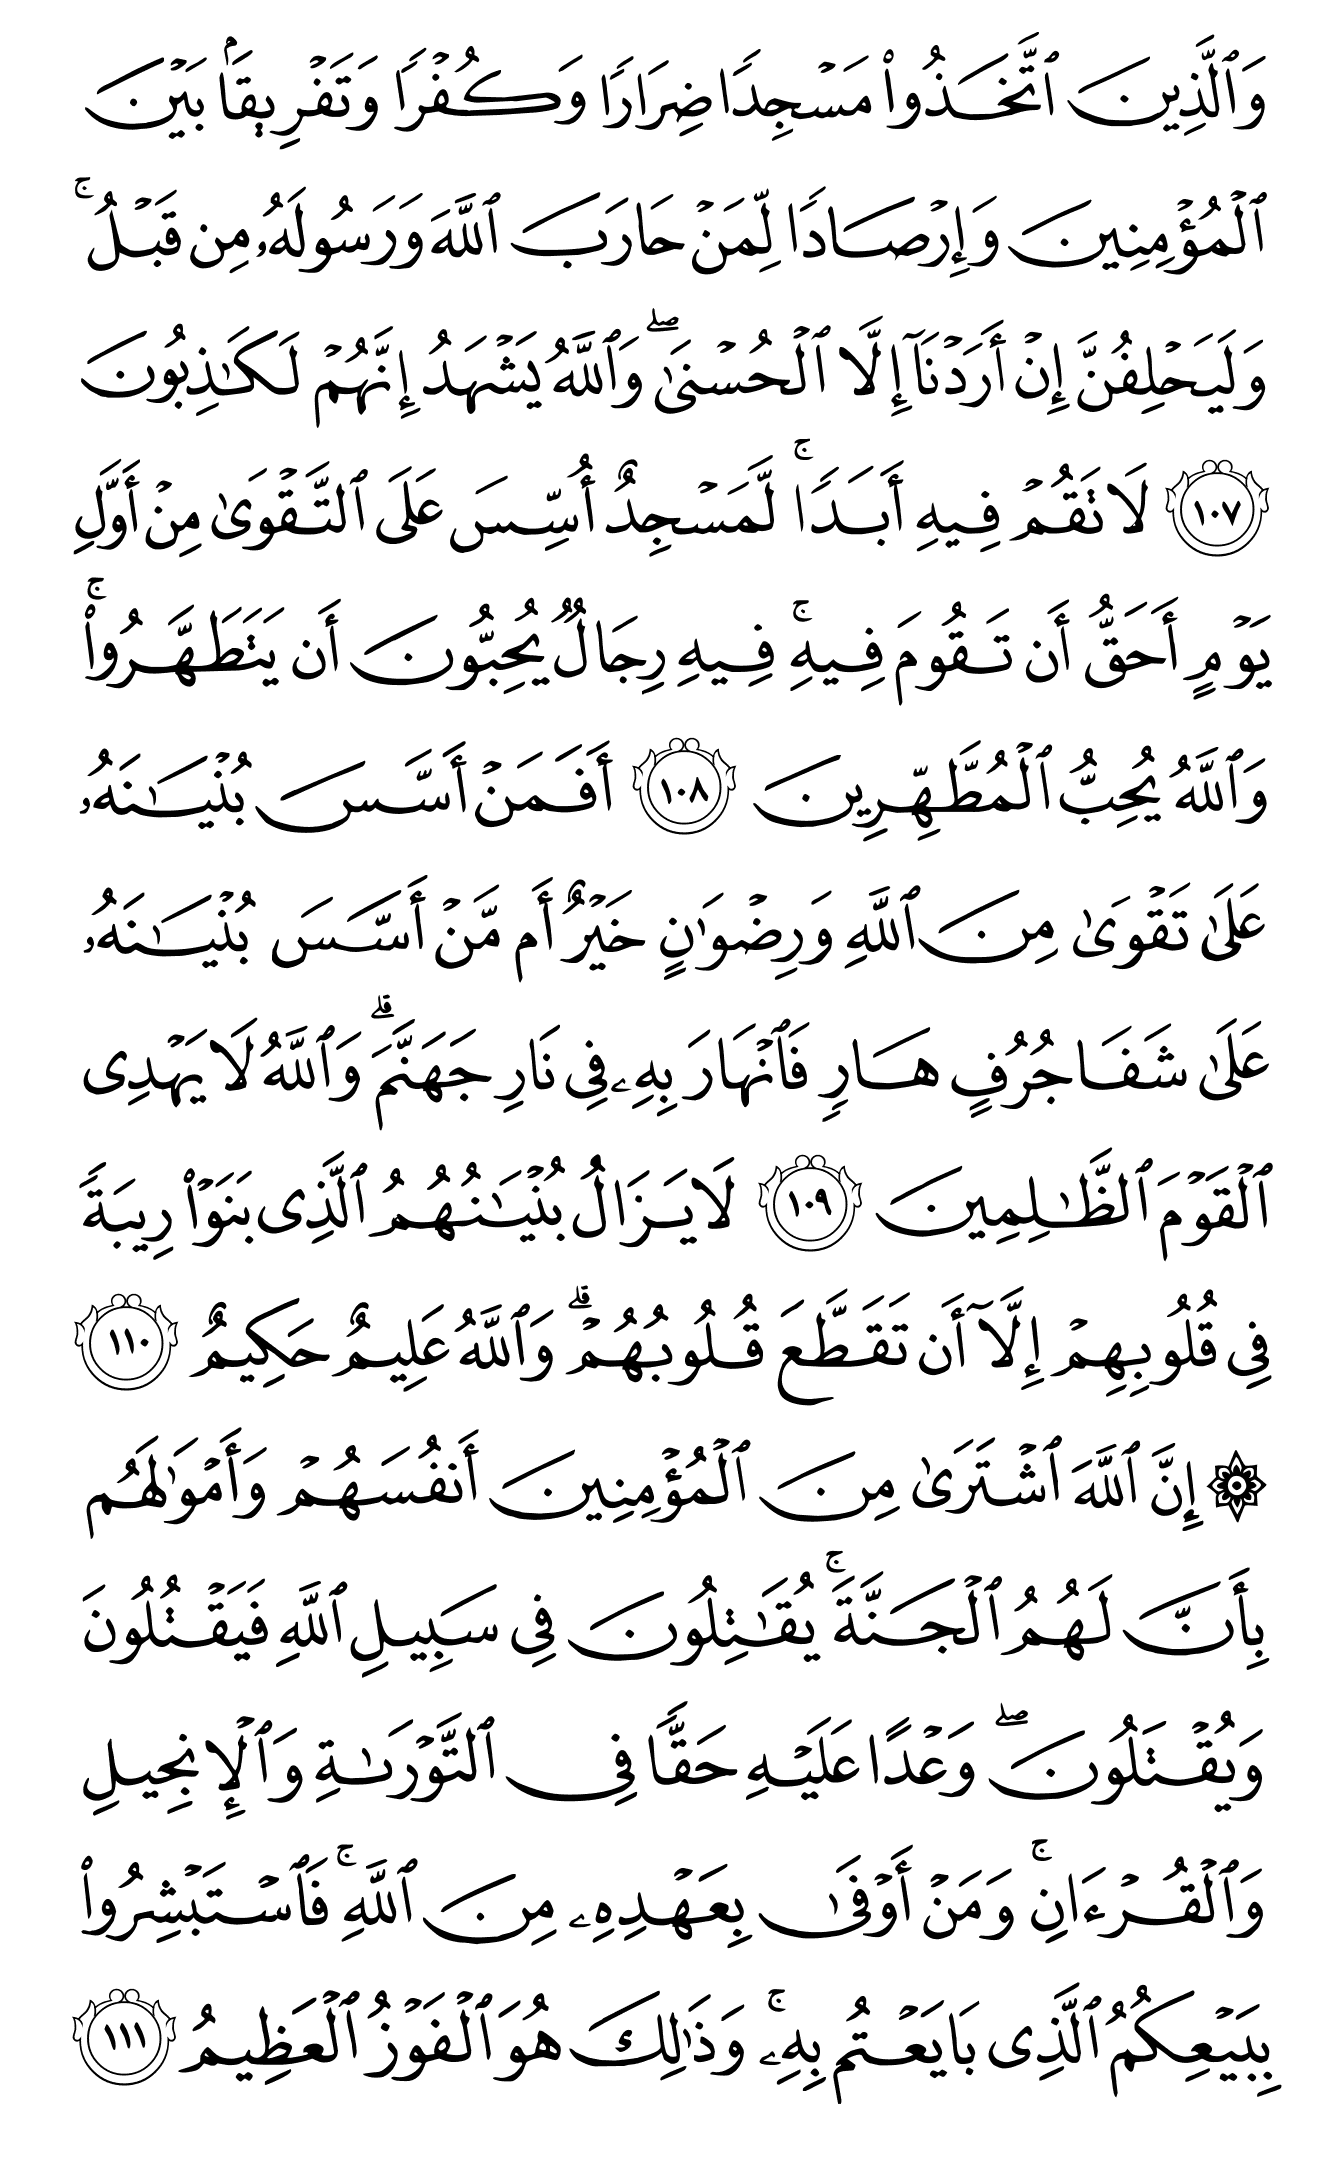 وَٱلَّذِينَ ٱتَّخَذُوا۟ مَسْجِدًا ضِرَارًا وَكُفْرًا وَتَفْرِيقًۢا بَيْنَ
ٱلْمُؤْمِنِينَ وَإِرْصَادًا لِّمَنْ حَارَبَ ٱللَّهَ وَرَسُولَهُۥ مِن قَبْلُ ۚ
وَلَيَحْلِفُنَّ إِنْ أَرَدْنَآ إِلَّا ٱلْحُسْنَىٰ ۖ وَٱللَّهُ يَشْهَدُ إِنَّهُمْ لَكَـٰذِبُونَ
١٠٧ لَا تَقُمْ فِيهِ أَبَدًا ۚ لَّمَسْجِدٌ أُسِّسَ عَلَى ٱلتَّقْوَىٰ مِنْ أَوَّلِ
يَوْمٍ أَحَقُّ أَن تَقُومَ فِيهِ ۚ فِيهِ رِجَالٌ يُحِبُّونَ أَن يَتَطَهَّرُوا۟ ۚ
وَٱللَّهُ يُحِبُّ ٱلْمُطَّهِّرِينَ ١٠٨ أَفَمَنْ أَسَّسَ بُنْيَـٰنَهُۥ
عَلَىٰ تَقْوَىٰ مِنَ ٱللَّهِ وَرِضْوَٰنٍ خَيْرٌ أَم مَّنْ أَسَّسَ بُنْيَـٰنَهُۥ
عَلَىٰ شَفَا جُرُفٍ هَارٍ فَٱنْهَارَ بِهِۦ فِى نَارِ جَهَنَّمَ ۗ وَٱللَّهُ لَا يَهْدِى
ٱلْقَوْمَ ٱلظَّـٰلِمِينَ ١٠٩ لَا يَزَالُ بُنْيَـٰنُهُمُ ٱلَّذِى بَنَوْا۟ رِيبَةً
فِى قُلُوبِهِمْ إِلَّآ أَن تَقَطَّعَ قُلُوبُهُمْ ۗ وَٱللَّهُ عَلِيمٌ حَكِيمٌ ١١٠
۞ إِنَّ ٱللَّهَ ٱشْتَرَىٰ مِنَ ٱلْمُؤْمِنِينَ أَنفُسَهُمْ وَأَمْوَٰلَهُم
بِأَنَّ لَهُمُ ٱلْجَنَّةَ ۚ يُقَـٰتِلُونَ فِى سَبِيلِ ٱللَّهِ فَيَقْتُلُونَ
وَيُقْتَلُونَ ۖ وَعْدًا عَلَيْهِ حَقًّا فِى ٱلتَّوْرَىٰةِ وَٱلْإِنجِيلِ
وَٱلْقُرْءَانِ ۚ وَمَنْ أَوْفَىٰ بِعَهْدِهِۦ مِنَ ٱللَّهِ ۚ فَٱسْتَبْشِرُوا۟
بِبَيْعِكُمُ ٱلَّذِى بَايَعْتُم بِهِۦ ۚ وَذَٰلِكَ هُوَ ٱلْفَوْزُ ٱلْعَظِيمُ ١١١